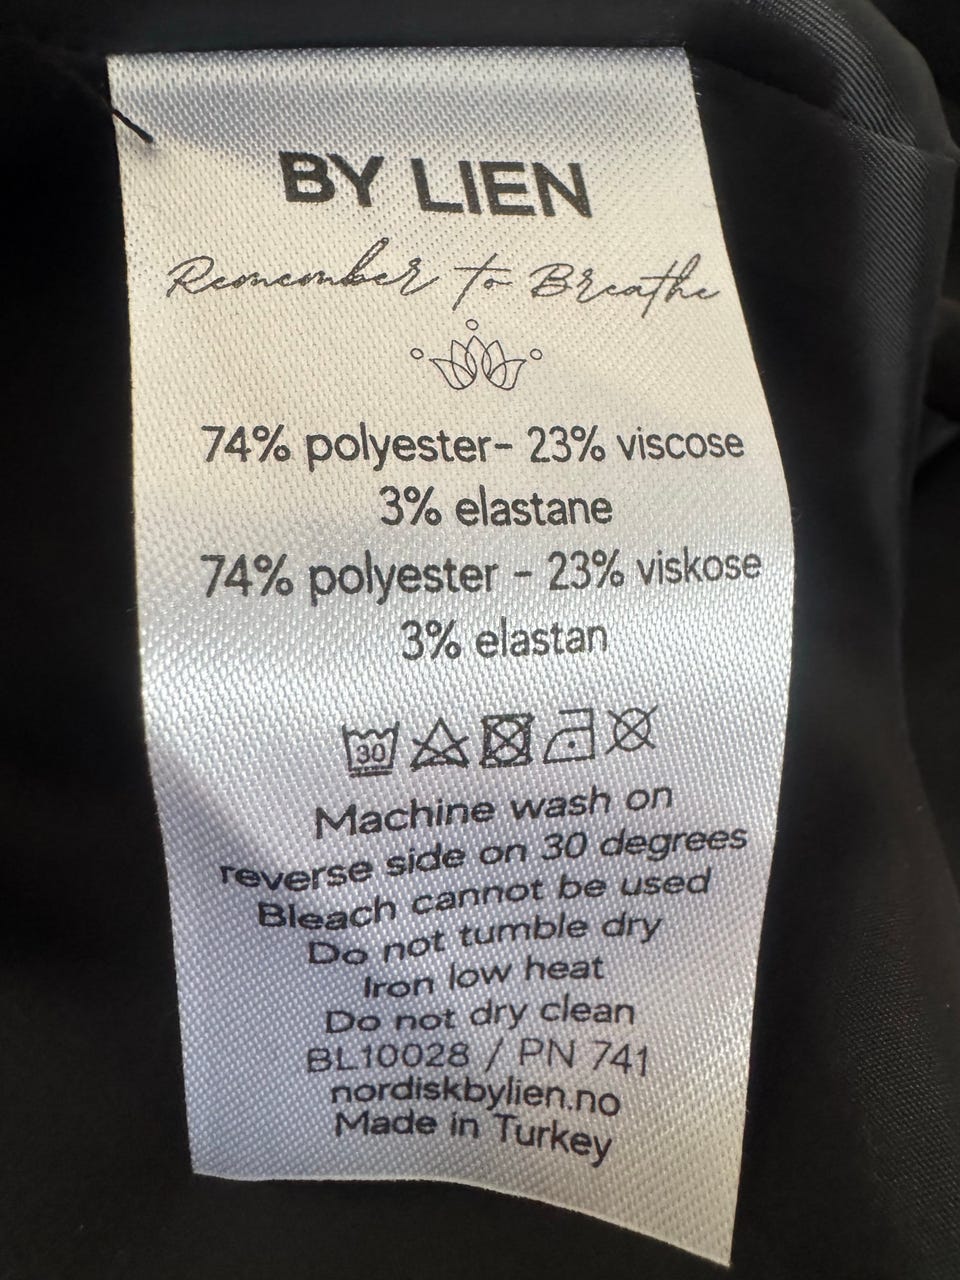 BY LIEN
Remember to Breathe
74% polyester- 23% viscose
3% elastane
74% polyester - 23% viskose
3% elastan
30
Machine wash on
reverse side on 30 degrees
Bleach cannot be used
Do not tumble dry
Iron low heat
Do not dry clean
BL10028 / PN 741
nordiskbylien.no
Made in Turkey